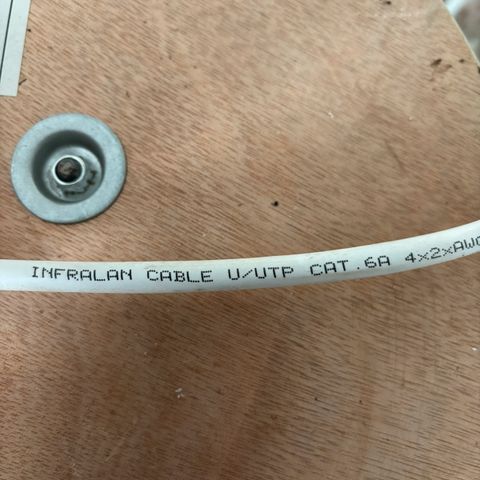 INFRALAN CABLE U/UTP CAT.6A 4x2xAWG